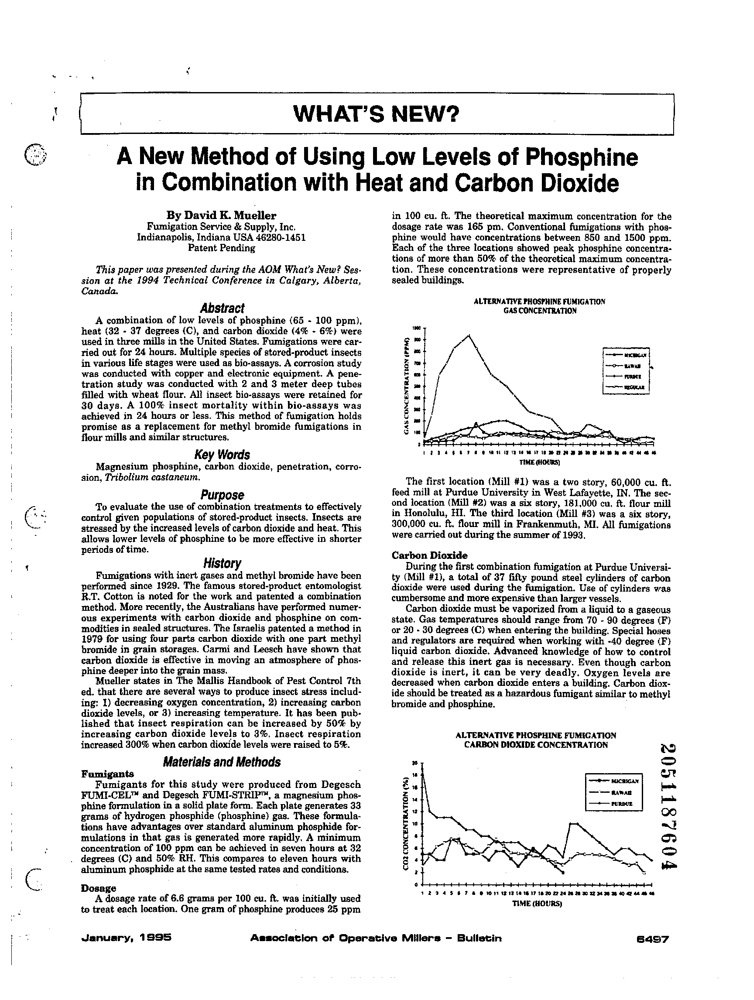 WHAT'S NEW?
A New Method of Using Low Levels of Phosphine
in Combination with Heat and Carbon Dioxide
By David K. Mueller
Fumigation Service & Supply, Inc.
Indianapolis, Indiana USA 46280-1451
Patent Pending
This paper was presented during the AOM What's New? Ses-
sion at the 1994 Technical Conference in Calgary, Alberta,
Canada.
Abstract
A combination of low levels of phosphine (65 - 100 ppm),
heat (32 - 37 degrees (C), and carbon dioxide (4% - 6%) were
used in three mills in the United States. Fumigations were car-
ried out for 24 hours. Multiple species of stored-product insects
in various life stages were used as bio-assays. A corrosion study
was conducted with copper and electronic equipment. A pene-
tration study was conducted with 2 and 3 meter deep tubes
filled with wheat flour. All insect bio-assays were retained for
30 days. A 100% insect mortality within bio-assays was
achieved in 24 hours or less. This method of fumigation holds
promise as a replacement for methyl bromide fumigations in
flour mills and similar structures.
Key Words
Magnesium phosphine, carbon dioxide, penetration, corro-
sion, Tribolium castaneum.
Purpose
To evaluate the use of combination treatments to effectively
control given populations of stored-product insects. Insects are
stressed by the increased levels of carbon dioxide and heat. This
allows lower levels of phosphine to be more effective in shorter
periods of time.
History
Fumigations with inert gases and methyl bromide have been
performed since 1929. The famous stored-product entomologist
R.T. Cotton is noted for the work and patented a combination
method. More recently, the Australians have performed numer-
ous experiments with carbon dioxide and phosphine on com-
modities in sealed structures. The Israelis patented a method in
1979 for using four parts carbon dioxide with one part methyl
bromide in grain storages. Carmi and Leesch have shown that
carbon dioxide is effective in moving an atmosphere of phos-
phine deeper into the grain mass.
Mueller states in The Mallis Handbook of Pest Control 7th
ed. that there are several ways to produce insect stress includ-
ing: 1) decreasing oxygen concentration, 2) increasing carbon
dioxide levels, or 3) increasing temperature. It has been pub-
lished that insect respiration can be increased by 50% by
increasing carbon dioxide levels to 3%. Insect respiration
increased 300% when carbon dioxide levels were raised to 5%.
Materials and Methods
Fumigants
Fumigants for this study were produced from Degesch
FUMI-CEL™ and Degesch FUMI-STRIP™, a magnesium phos-
phine formulation in a solid plate form. Each plate generates 33
grams of hydrogen phosphide (phosphine) gas. These formula-
tions have advantages over standard aluminum phosphide for-
mulations in that gas is generated more rapidly. A minimum
concentration of 100 ppm can be achieved in seven hours at 32
degrees (C) and 50% RH. This compares to eleven hours with
aluminum phosphide at the same tested rates and conditions.
Dosage
A dosage rate of 6.6 grams per 100 cu. ft. was initially used
to treat each location. One gram of phosphine produces 25 ppm
in 100 cu. ft. The theoretical maximum concentration for the
dosage rate was 165 pm. Conventional fumigations with phos-
phine would have concentrations between 850 and 1500 ppm.
Each of the three locations showed peak phosphine concentra-
tions of more than 50% of the theoretical maximum concentra-
tion. These concentrations were representative of properly
sealed buildings.
ALTERNATIVE PHOSPHINE FUMIGATION
GAS CONCENTRATION
GAS CONCENTRATION (PPM)
MICHIGAN
HAWAII
PURDUE
REGULAR
TIME (HOURS)
The first location (Mill #1) was a two story, 60,000 cu. ft.
feed mill at Purdue University in West Lafayette, IN. The sec-
ond location (Mill #2) was a six story, 181,000 cu. ft. flour mill
in Honolulu, HI. The third location (Mill #3) was a six story,
300,000 cu. ft. flour mill in Frankenmuth, MI. All fumigations
were carried out during the summer of 1993.
Carbon Dioxide
During the first combination fumigation at Purdue Universi-
ty (Mill #1), a total of 37 fifty pound steel cylinders of carbon
dioxide were used during the fumigation. Use of cylinders was
cumbersome and more expensive than larger vessels.
Carbon dioxide must be vaporized from a liquid to a gaseous
state. Gas temperatures should range from 70 - 90 degrees (F)
or 20 - 30 degrees (C) when entering the building. Special hoses
and regulators are required when working with -40 degree (F)
liquid carbon dioxide. Advanced knowledge of how to control
and release this inert gas is necessary. Even though carbon
dioxide is inert, it can be very deadly. Oxygen levels are
decreased when carbon dioxide enters a building. Carbon diox-
ide should be treated as a hazardous fumigant similar to methyl
bromide and phosphine.
ALTERNATIVE PHOSPHINE FUMIGATION
CARBON DIOXIDE CONCENTRATION
CO2 CONCENTRATION (%)
MICHIGAN
HAWAII
PURDUE
TIME (HOURS)
2051187604
January, 1995 Association of Operative Millers - Bulletin 6497